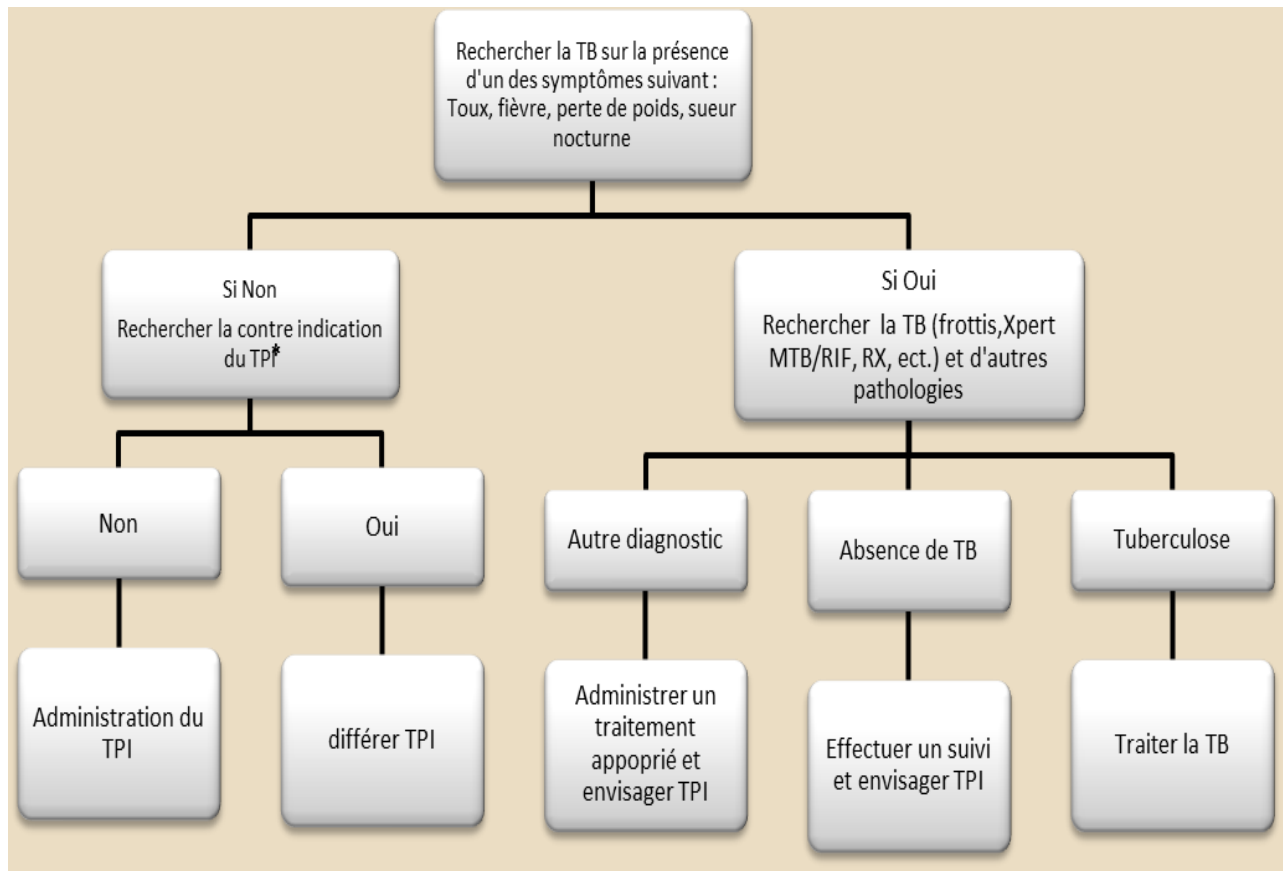 Rechercher la TB sur la présence
d'un des symptômes suivant :
Toux, fièvre, perte de poids, sueur
nocturne
Si Non
Rechercher la contre indication
du TPI*
Si Oui
Rechercher la TB (frottis,Xpert
MTB/RIF, RX, ect.) et d'autres
pathologies
Non
Oui
Autre diagnostic
Absence de TB
Tuberculose
Administration du
TPI
différer TPI
Administrer un
traitement
appoprié et
envisager TPI
Effectuer un suivi
et envisager TPI
Traiter la TB